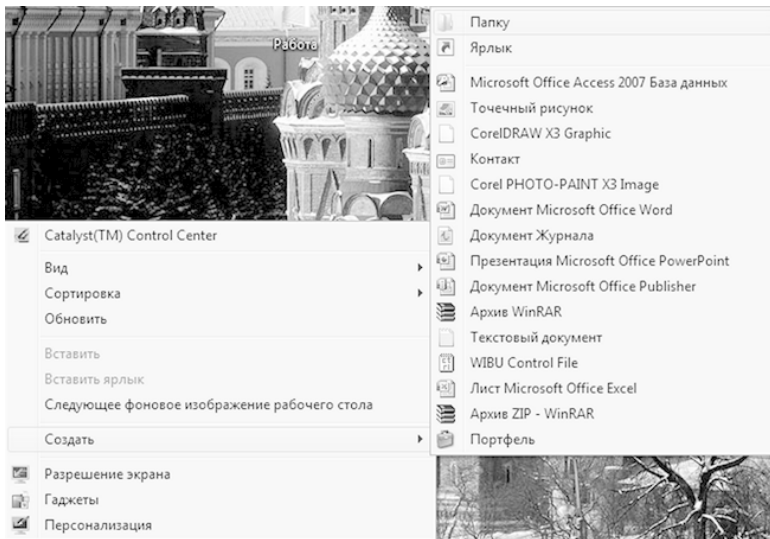 Работа
Catalyst(TM) Control Center
Вид
Сортировка
Обновить
Вставить
Вставить ярлык
Следующее фоновое изображение рабочего стола
Создать
Разрешение экрана
Гаджеты
Персонализация
Папку
Ярлык
Microsoft Office Access 2007 База данных
Точечный рисунок
CorelDRAW X3 Graphic
Контакт
Corel PHOTO-PAINT X3 Image
Документ Microsoft Office Word
Документ Журнала
Презентация Microsoft Office PowerPoint
Документ Microsoft Office Publisher
Архив WinRAR
Текстовый документ
WIBU Control File
Лист Microsoft Office Excel
Архив ZIP - WinRAR
Портфель